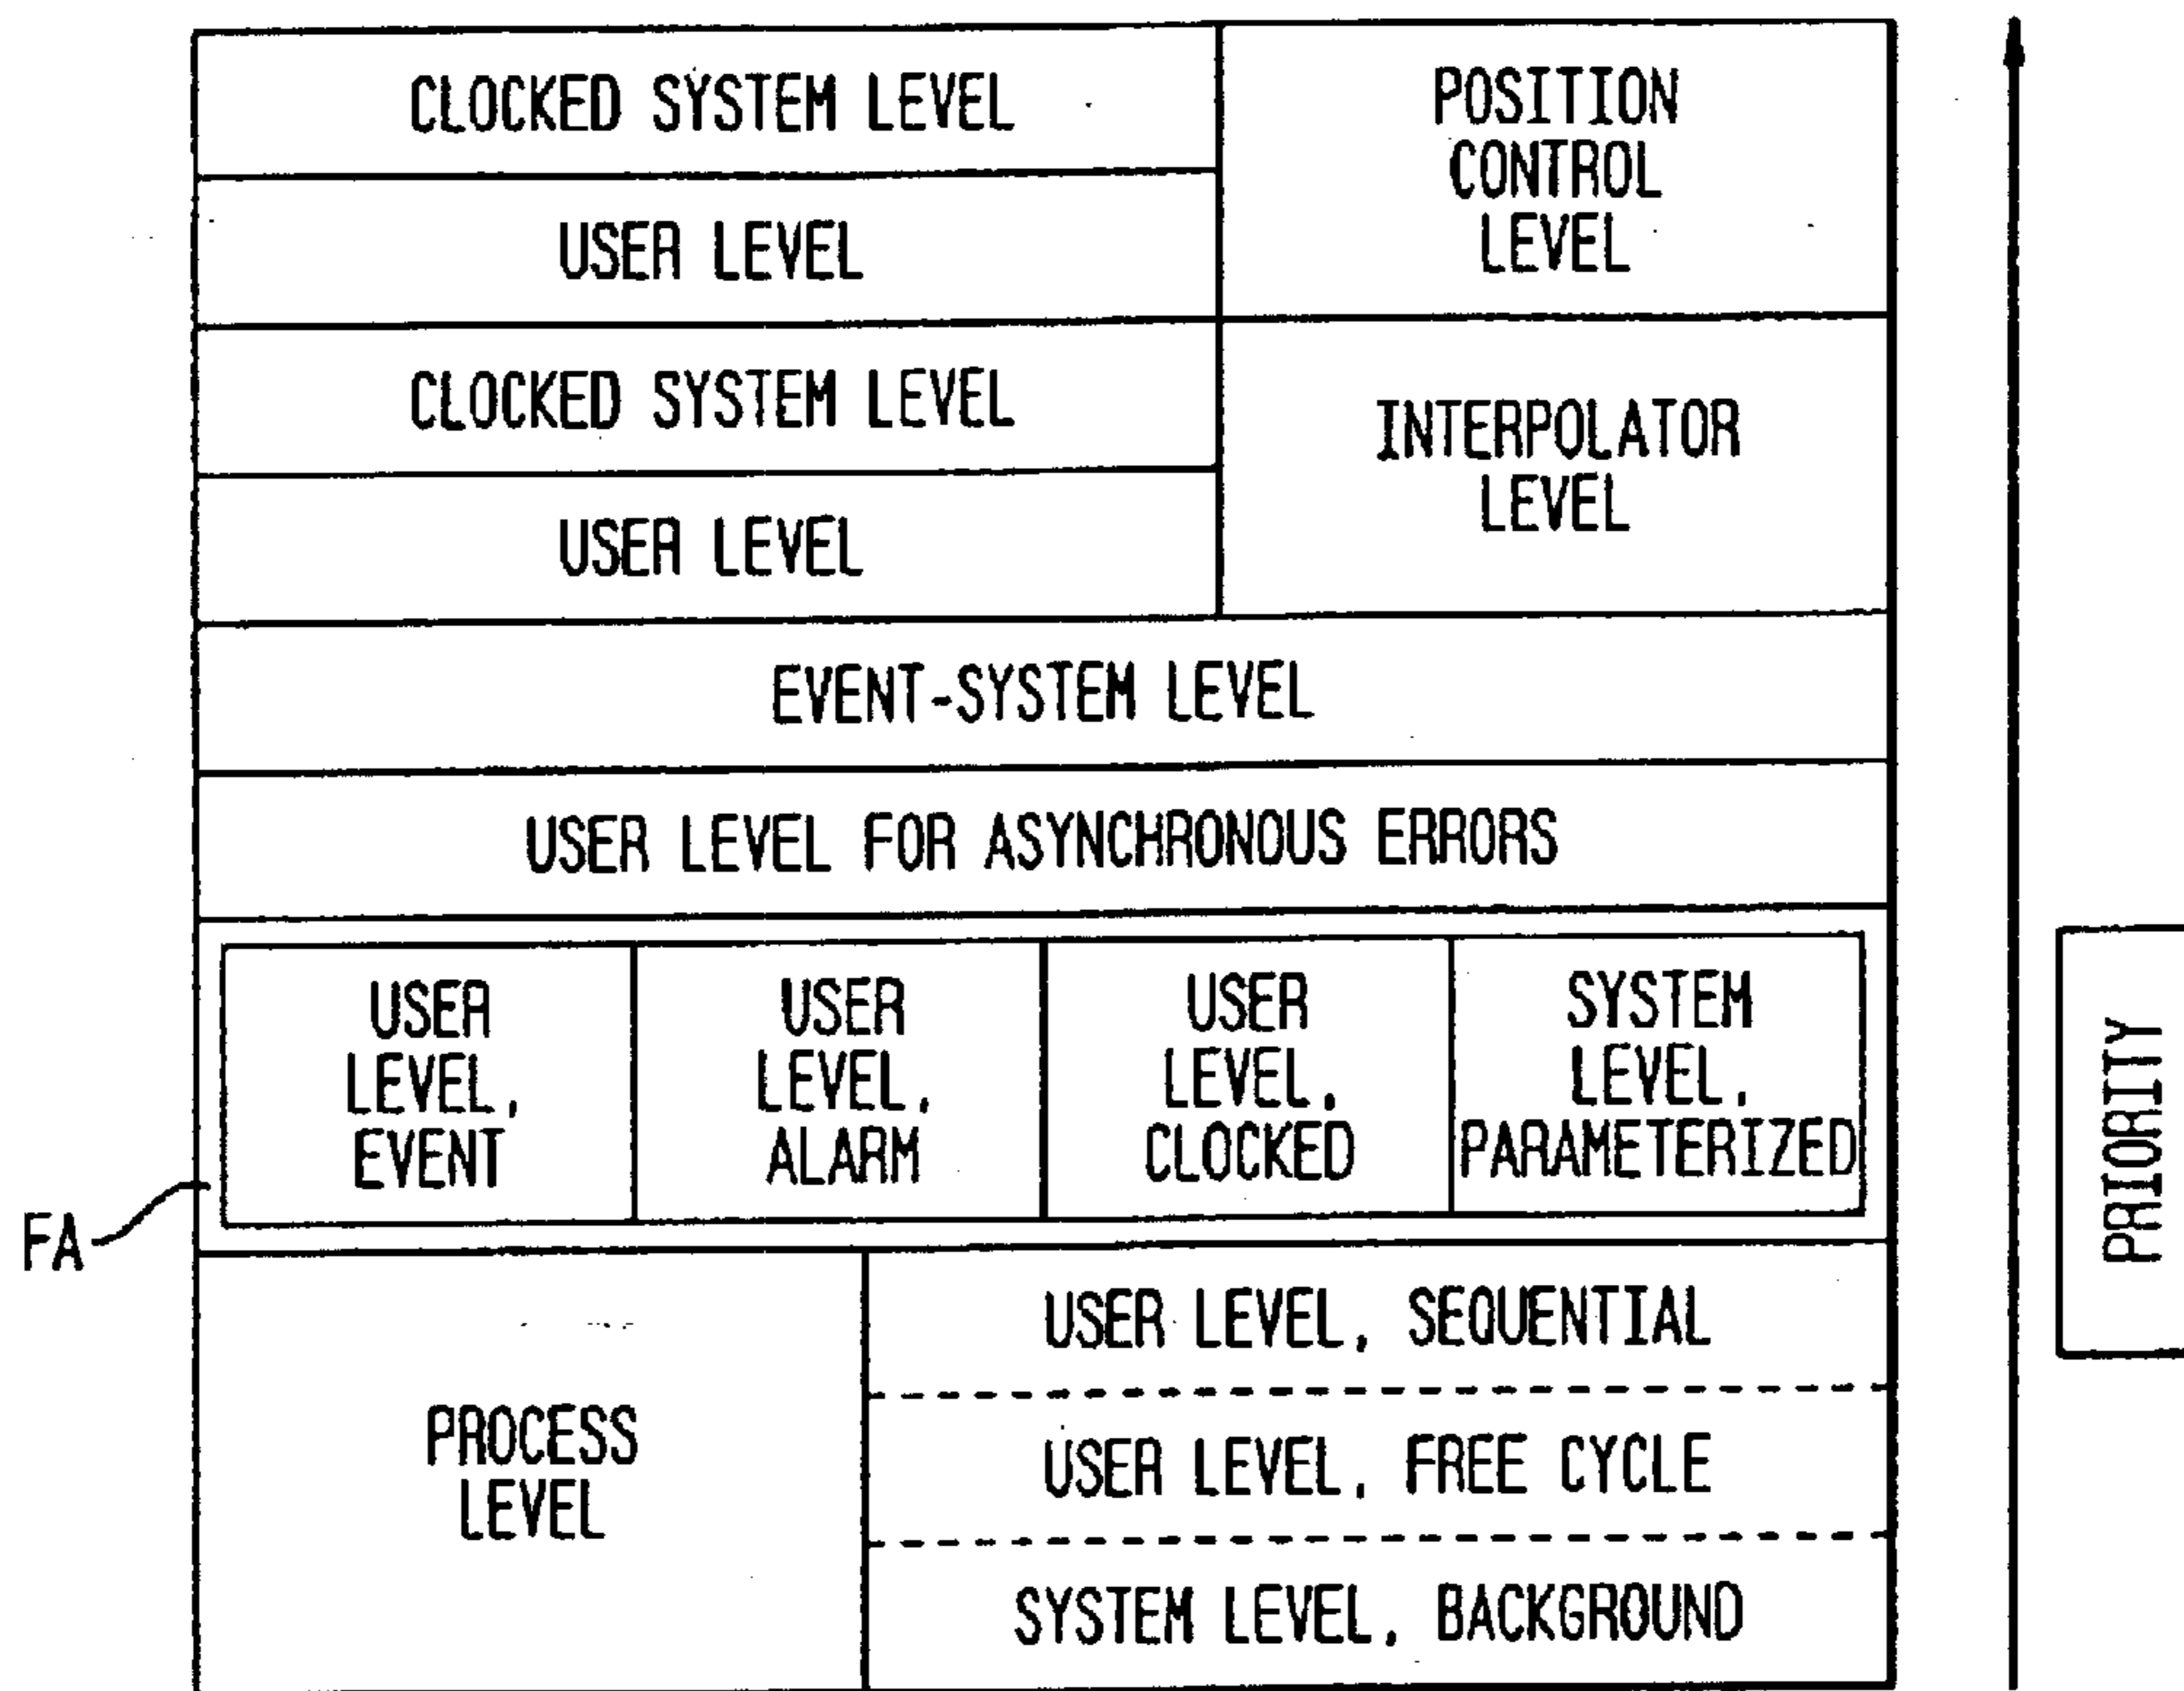 CLOCKED SYSTEM LEVEL
USER LEVEL
POSITION
CONTROL
LEVEL
CLOCKED SYSTEM LEVEL
USER LEVEL
INTERPOLATOR
LEVEL
EVENT-SYSTEM LEVEL
USER LEVEL FOR ASYNCHRONOUS ERRORS
USER
LEVEL,
EVENT
USER
LEVEL,
ALARM
USER
LEVEL,
CLOCKED
SYSTEM
LEVEL,
PARAMETERIZED
FA
PROCESS
LEVEL
USER LEVEL, SEQUENTIAL
USER LEVEL, FREE CYCLE
SYSTEM LEVEL, BACKGROUND
PRIORITY